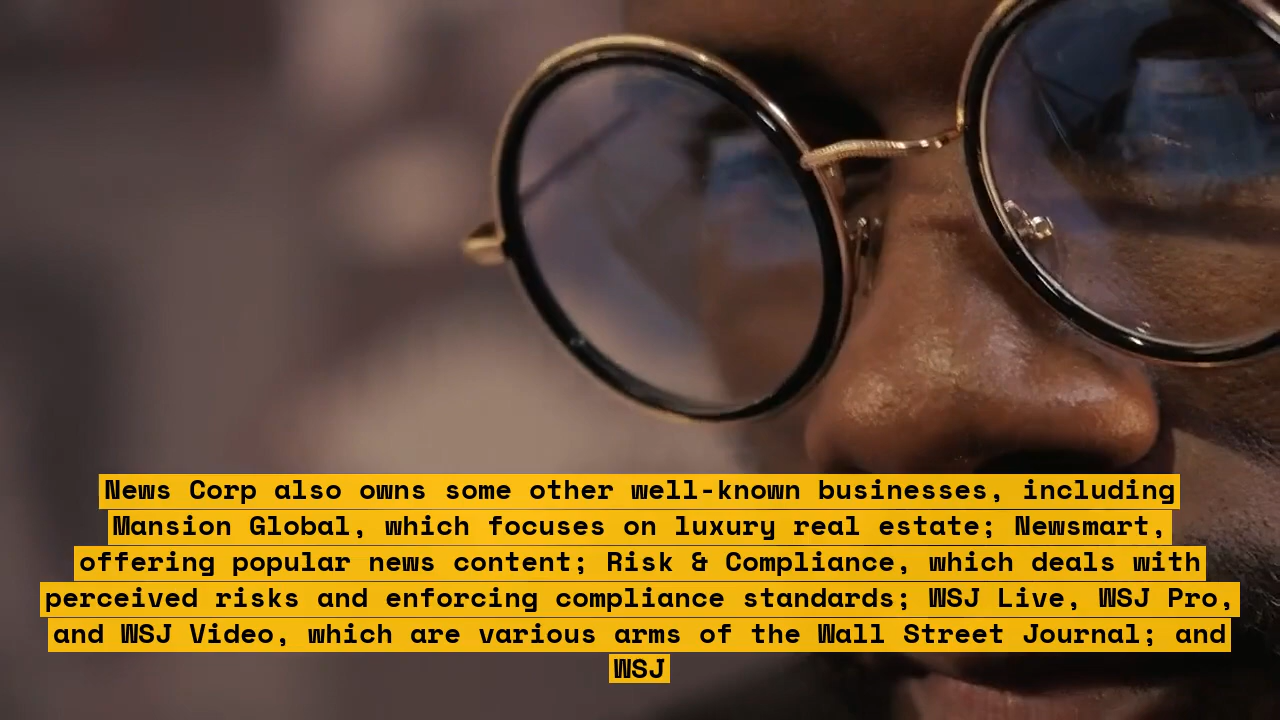 News Corp also owns some other well-known businesses, including
Mansion Global, which focuses on luxury real estate; Newsmart,
offering popular news content; Risk & Compliance, which deals with
perceived risks and enforcing compliance standards; WSJ Live, WSJ Pro,
and WSJ Video, which are various arms of the Wall Street Journal; and
WSJ